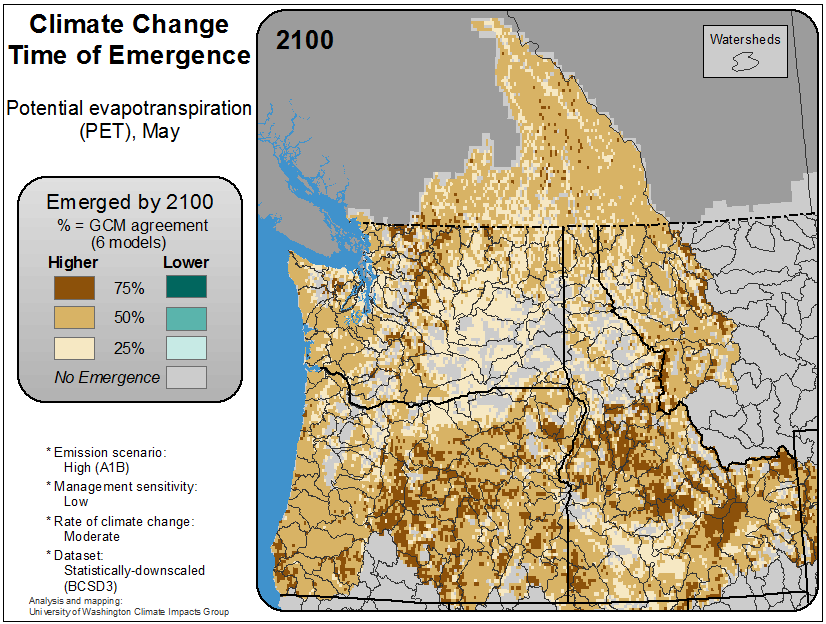 Climate Change
Time of Emergence
Potential evapotranspiration
(PET), May
Emerged by 2100
% = GCM agreement
(6 models)
Higher Lower
75%
50%
25%
No Emergence
* Emission scenario:
High (A1B)
* Management sensitivity:
Low
* Rate of climate change:
Moderate
* Dataset:
Statistically-downscaled
(BCSD3)
Analysis and mapping:
University of Washington Climate Impacts Group
2100
Watersheds